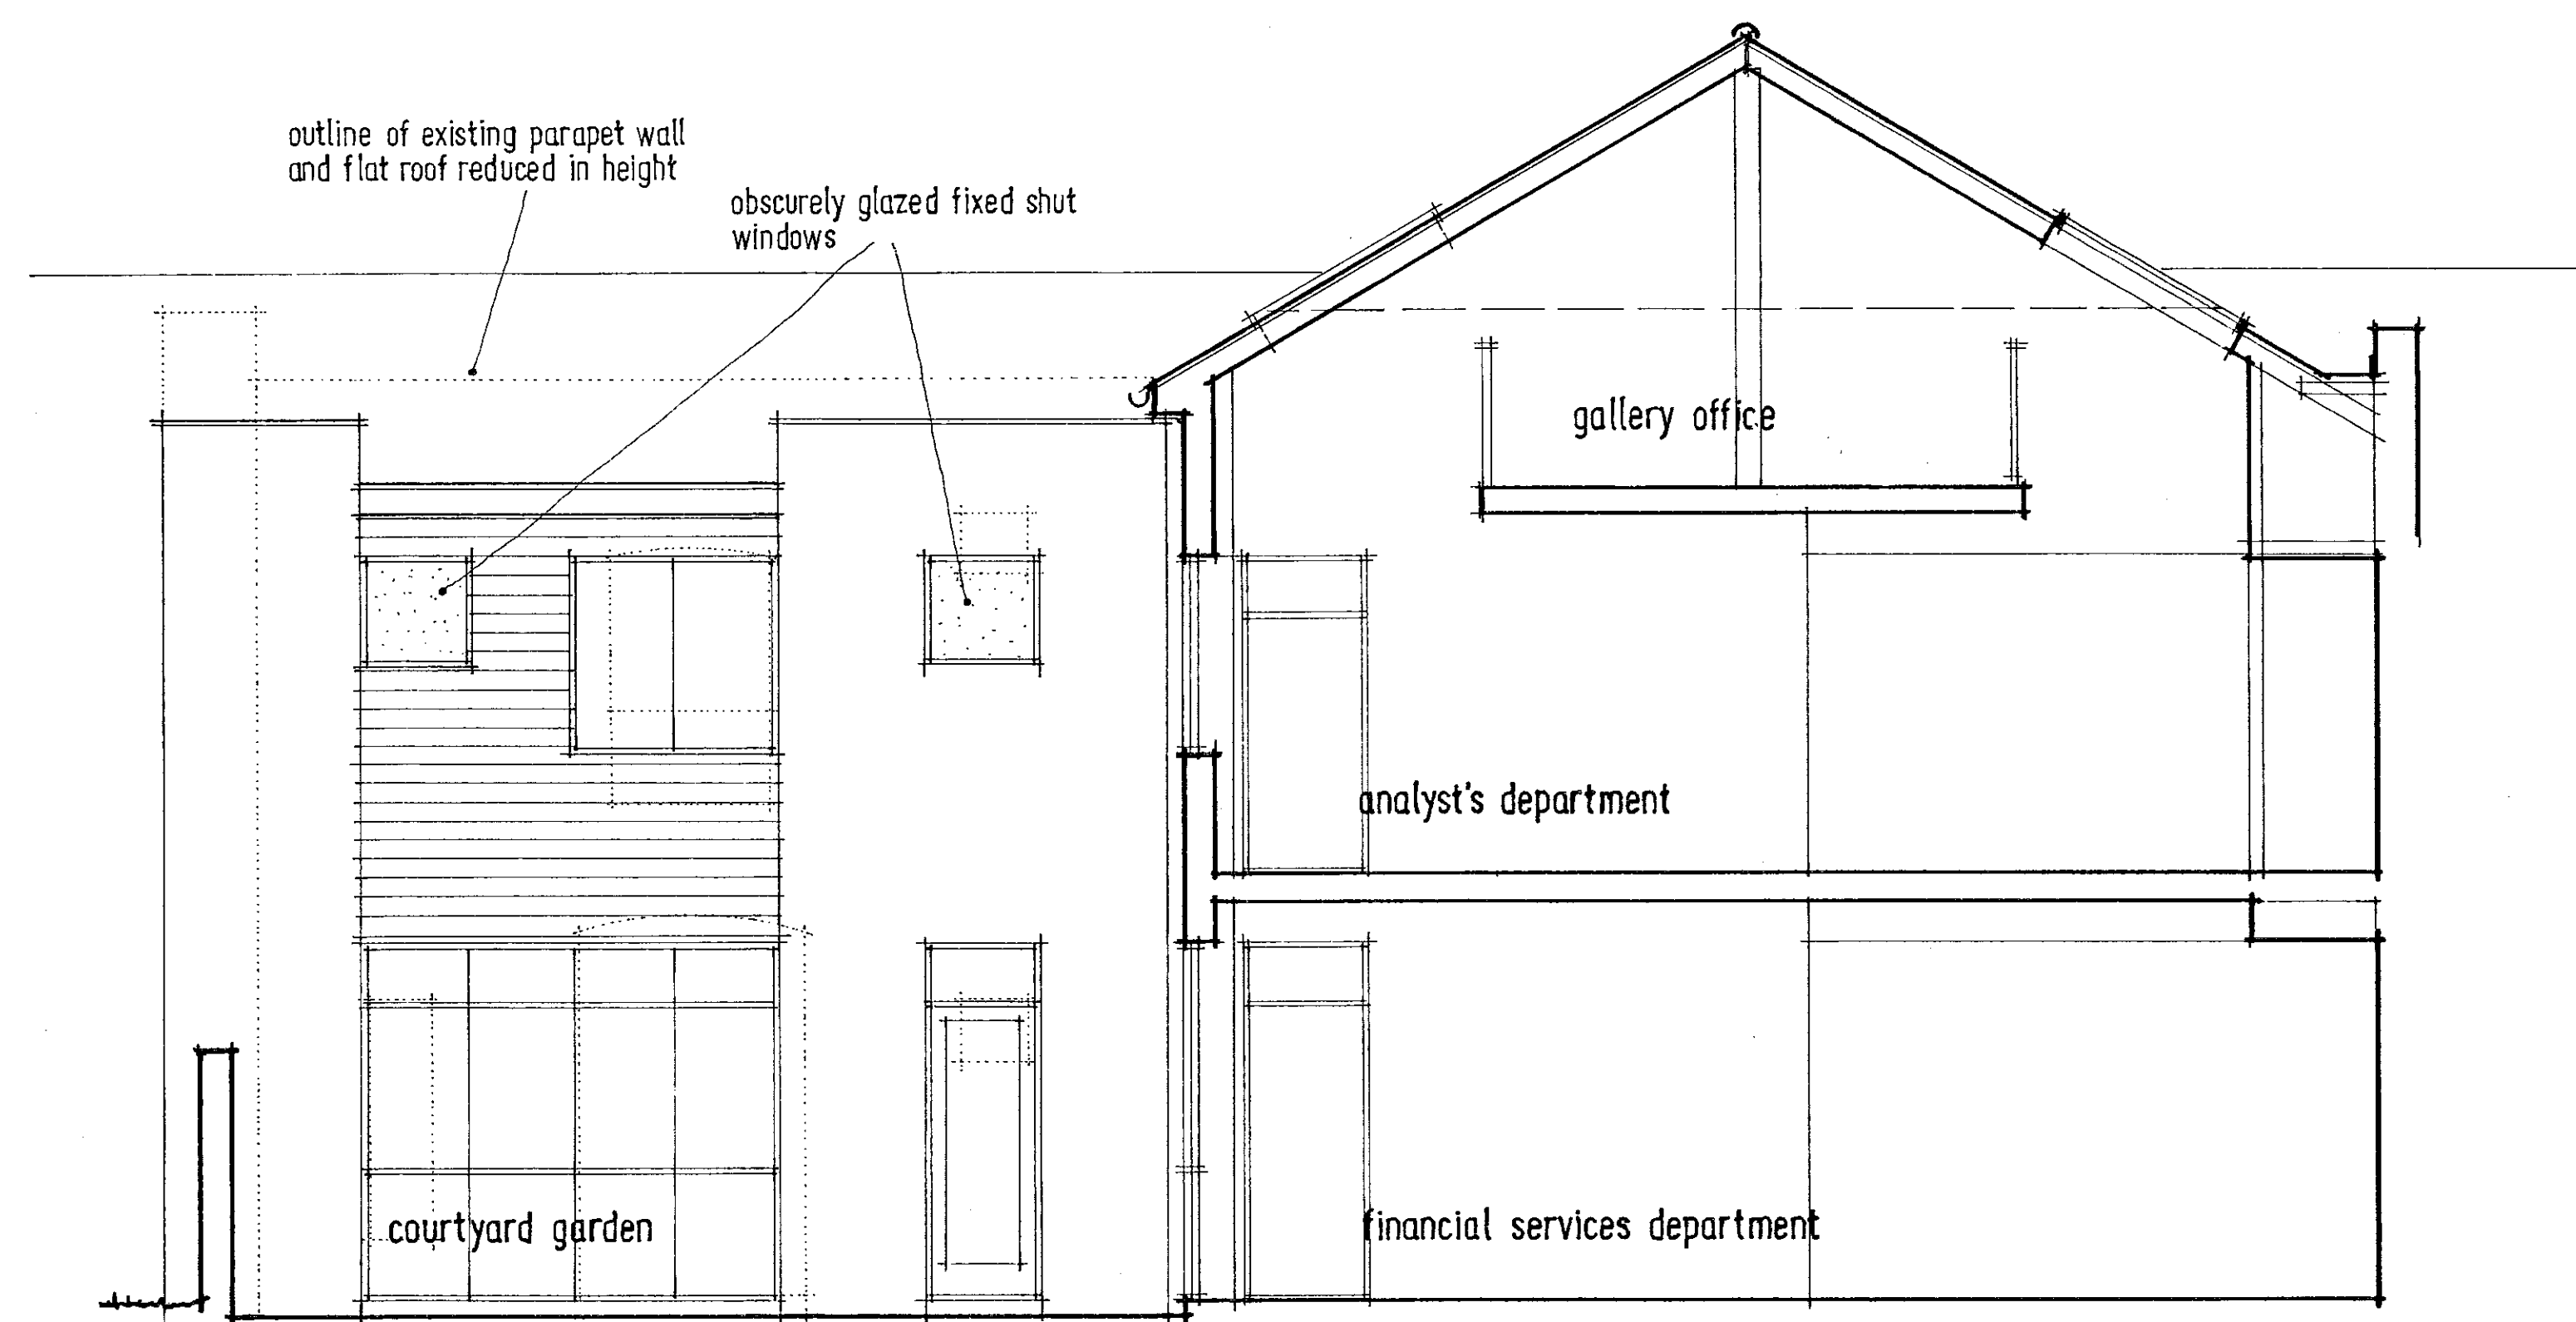 outline of existing parapet wall
and flat roof reduced in height
obscurely glazed fixed shut
windows
gallery office
analyst's department
courtyard garden
financial services department